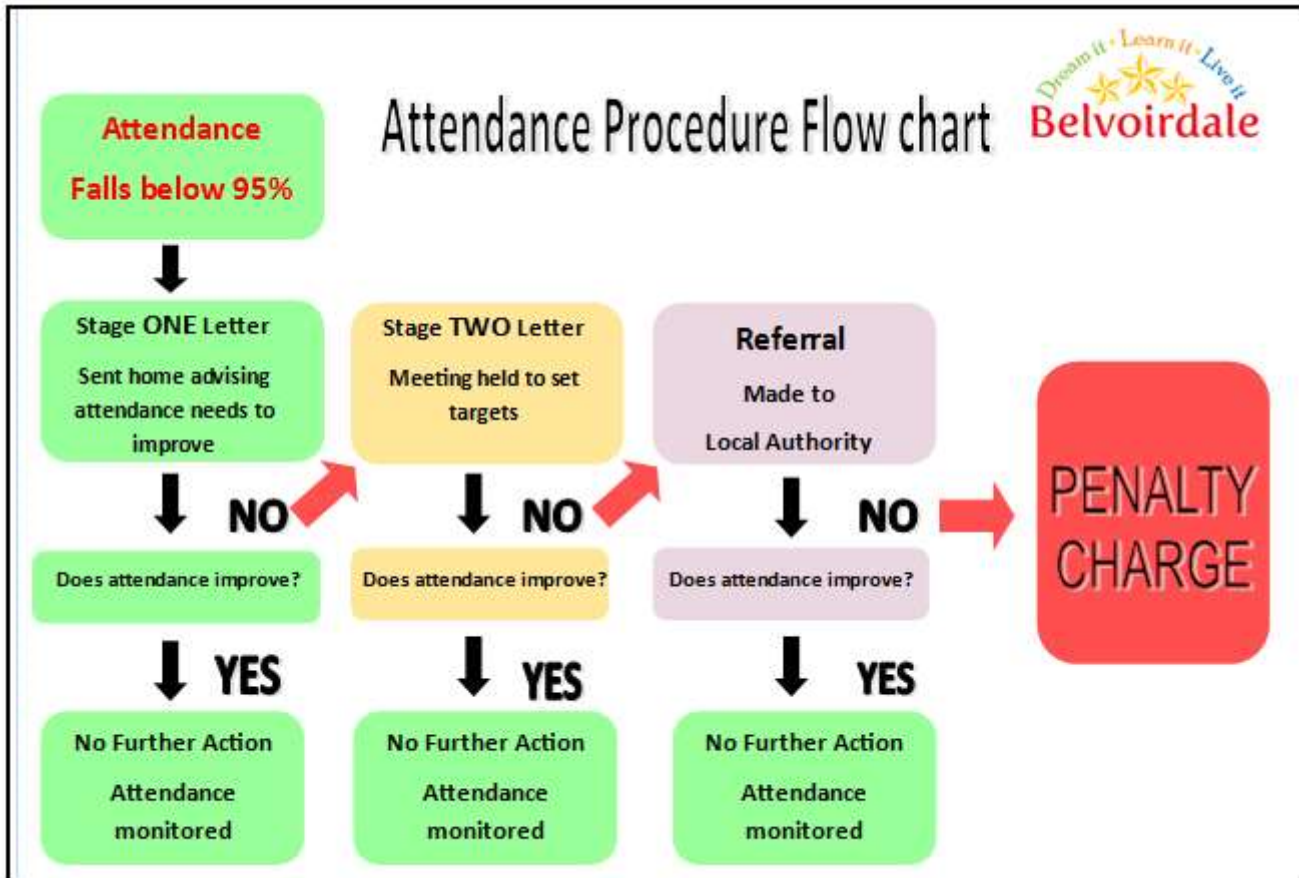 Attendance Procedure Flow chart
Dream it · Learn it · Live it
Belvoirdale
Attendance
Falls below 95%
Stage ONE Letter
Sent home advising
attendance needs to
improve
NO
Does attendance improve?
YES
No Further Action
Attendance
monitored
Stage TWO Letter
Meeting held to set
targets
NO
Does attendance improve?
YES
No Further Action
Attendance
monitored
Referral
Made to
Local Authority
NO
Does attendance improve?
YES
No Further Action
Attendance
monitored
PENALTY
CHARGE